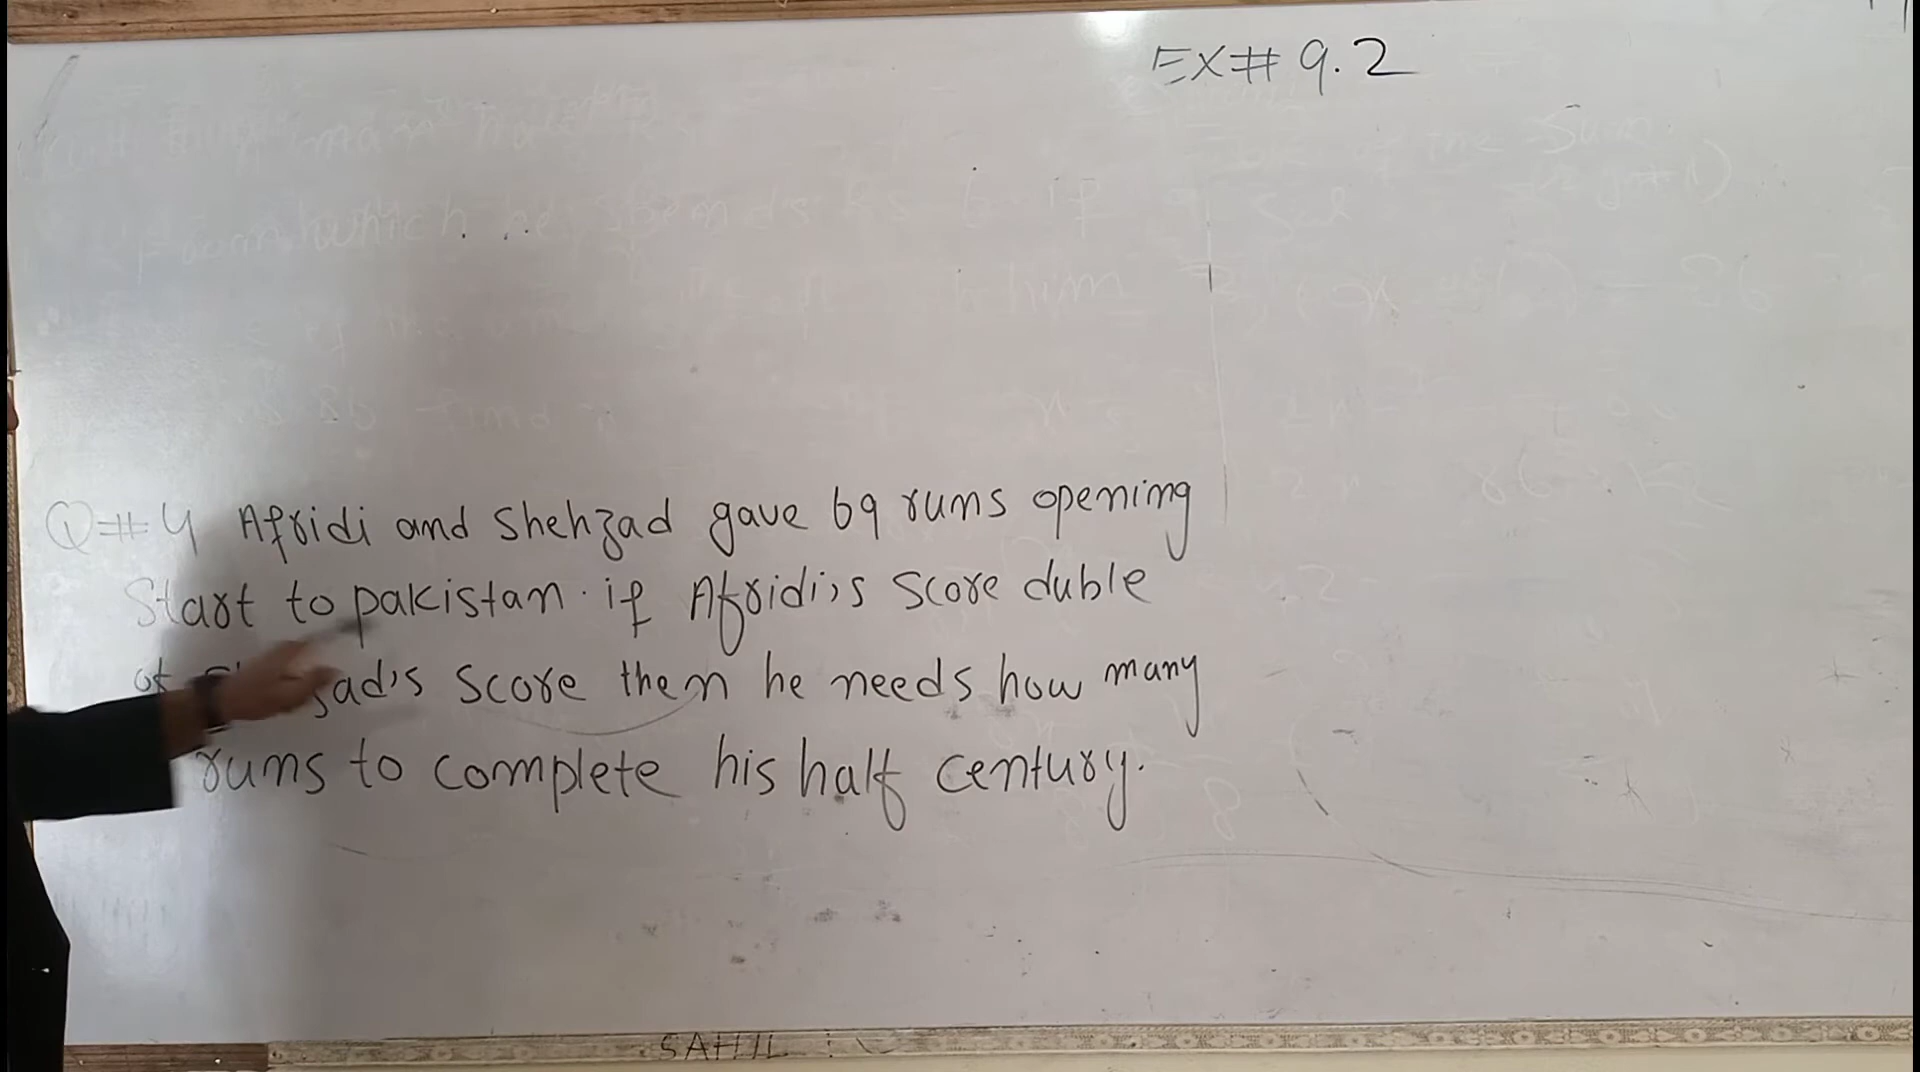 EX# 9.2
Q#4 Afridi and Shehzad gave 69 runs opening
Start to pakistan. if Afridi,s Score duble
of score then he needs how many
runs to complete his half century.
SAHIL